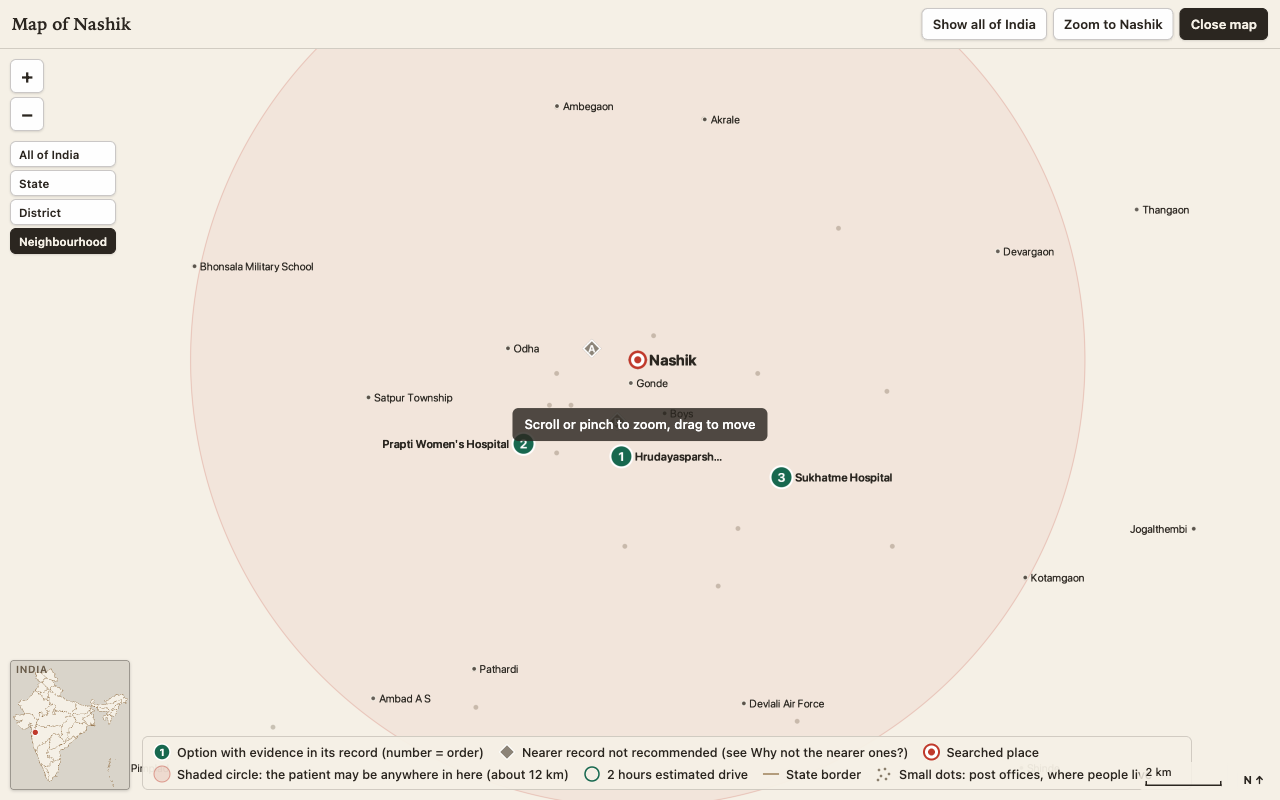 Map of Nashik
Show all of India
Zoom to Nashik
Close map
+
−
All of India
State
District
Neighbourhood
Ambegaon
Akrale
Thangaon
Devargaon
Bhonsala Military School
Odha
A
Nashik
Gonde
Satpur Township
Boys
Scroll or pinch to zoom, drag to move
Prapti Women's Hospital 2
1 Hrudayasparsh...
3 Sukhatme Hospital
Jogalthembi
Kotamgaon
Pathardi
Ambad A S
Devlali Air Force
INDIA
1 Option with evidence in its record (number = order)
Nearer record not recommended (see Why not the nearer ones?)
Searched place
Shaded circle: the patient may be anywhere in here (about 12 km)
2 hours estimated drive
State border
Small dots: post offices, where people
2 km
N ↑